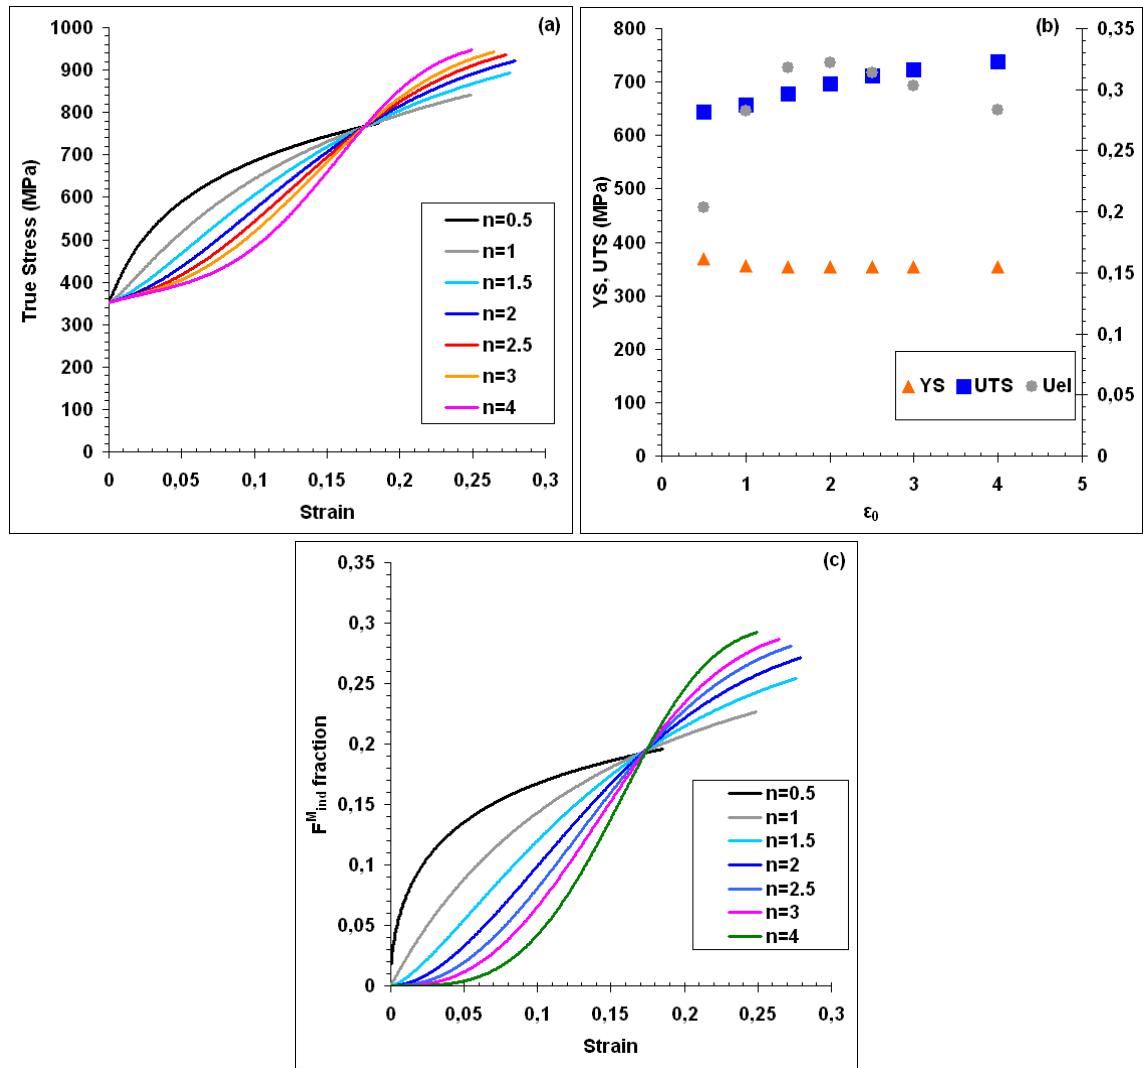 (a)
True Stress (MPa)
1000
900
800
700
600
500
400
300
200
100
0
0 0,05 0,1 0,15 0,2 0,25 0,3
Strain
n=0.5
n=1
n=1.5
n=2
n=2.5
n=3
n=4
(b)
YS, UTS (MPa)
800
700
600
500
400
300
200
100
0
0,35
0,3
0,35
0,2
0,15
0,1
0,05
0
0 1 2 3 4 5
ε0
YS UTS Uel
(c)
F^M_ind fraction
0,35
0,3
0,25
0,2
0,15
0,1
0,05
0
0 0,05 0,1 0,15 0,2 0,25 0,3
Strain
n=0.5
n=1
n=1.5
n=2
n=2.5
n=3
n=4